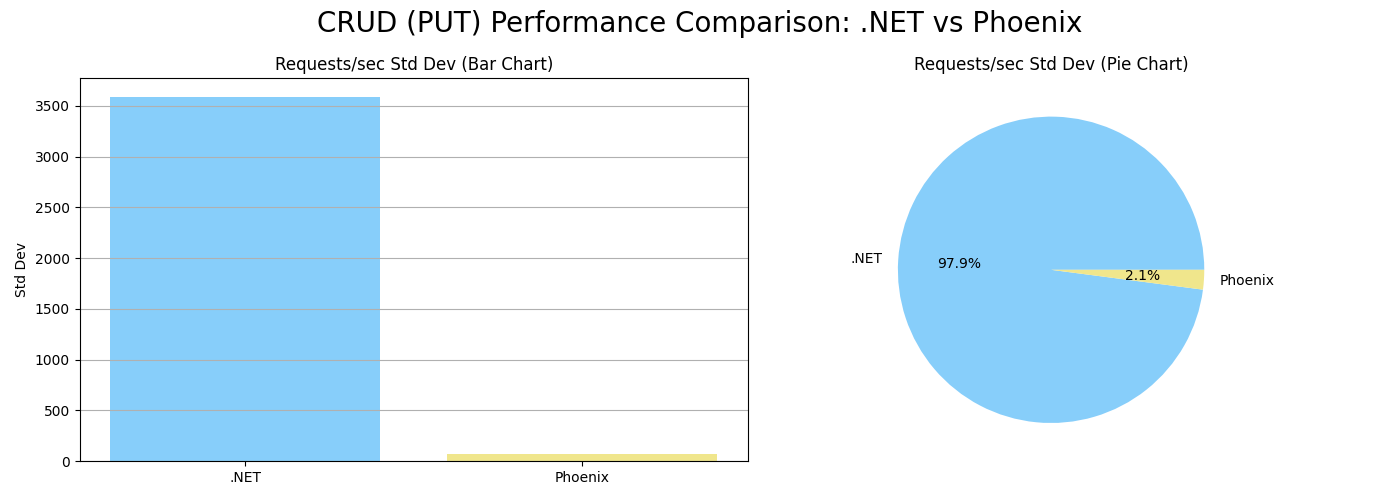 CRUD (PUT) Performance Comparison: .NET vs Phoenix
Requests/sec Std Dev (Bar Chart)
3500
3000
2500
2000
1500
1000
500
0
Std Dev
.NET
Phoenix
Requests/sec Std Dev (Pie Chart)
.NET
97.9%
2.1%
Phoenix